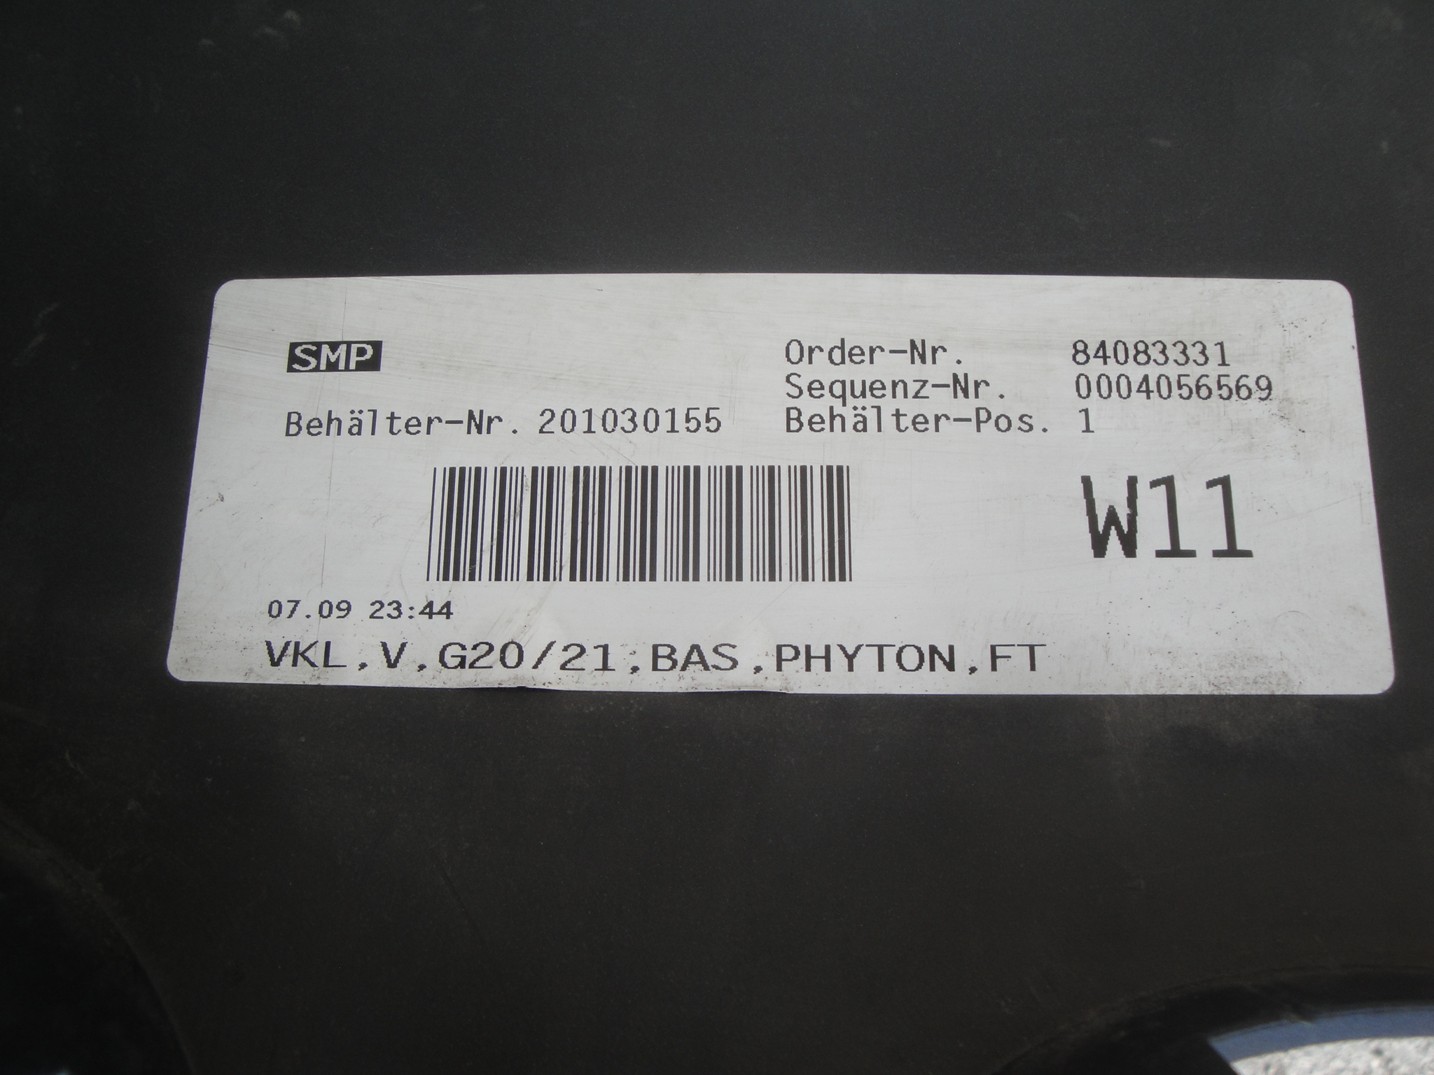 SMP
Order-Nr. 84083331
Sequenz-Nr. 0004056569
Behälter-Nr. 201030155 Behälter-Pos. 1
W11
07.09 23:44
VKL,V,G20/21,BAS,PHYTON,FT